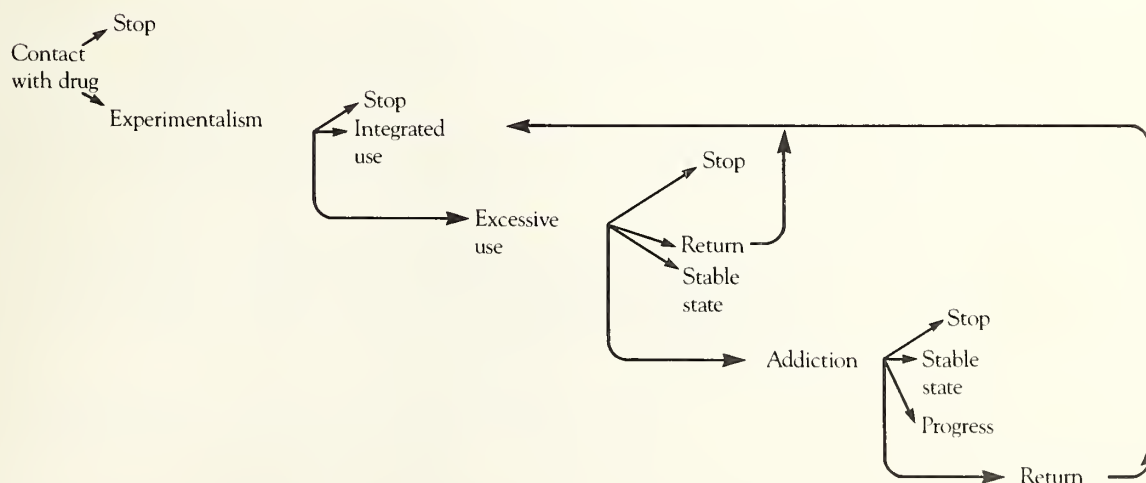 Stop
Contact
with drug
Experimentalism
Stop
Integrated
use
Stop
Excessive
use
Return
Stable
state
Stop
Addiction
Stable
state
Progress
Return